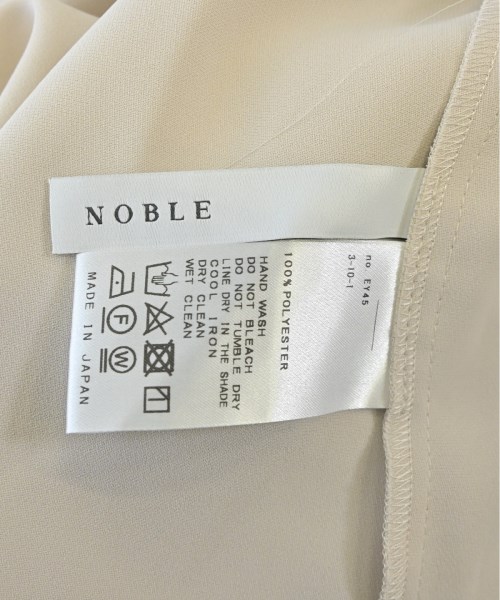 NOBLE
no. EY45
3-10-1
100% POLYESTER
HAND WASH
DO NOT BLEACH
DO NOT TUMBLE DRY
LINE DRY IN THE SHADE
COOL IRON
DRY CLEAN
WET CLEAN
F
W
MADE IN JAPAN